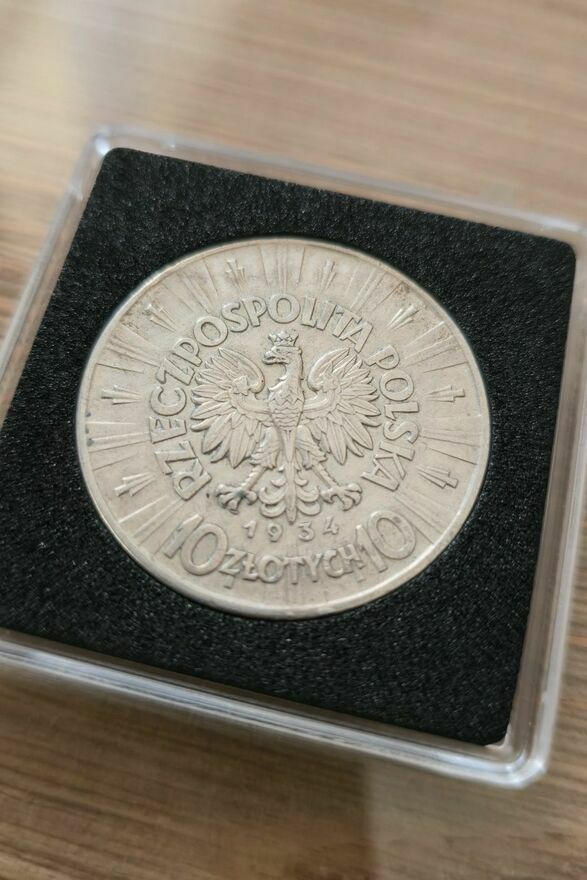 RZECZPOSPOLITA POLSKA
1934
10 ZŁOTYCH 10